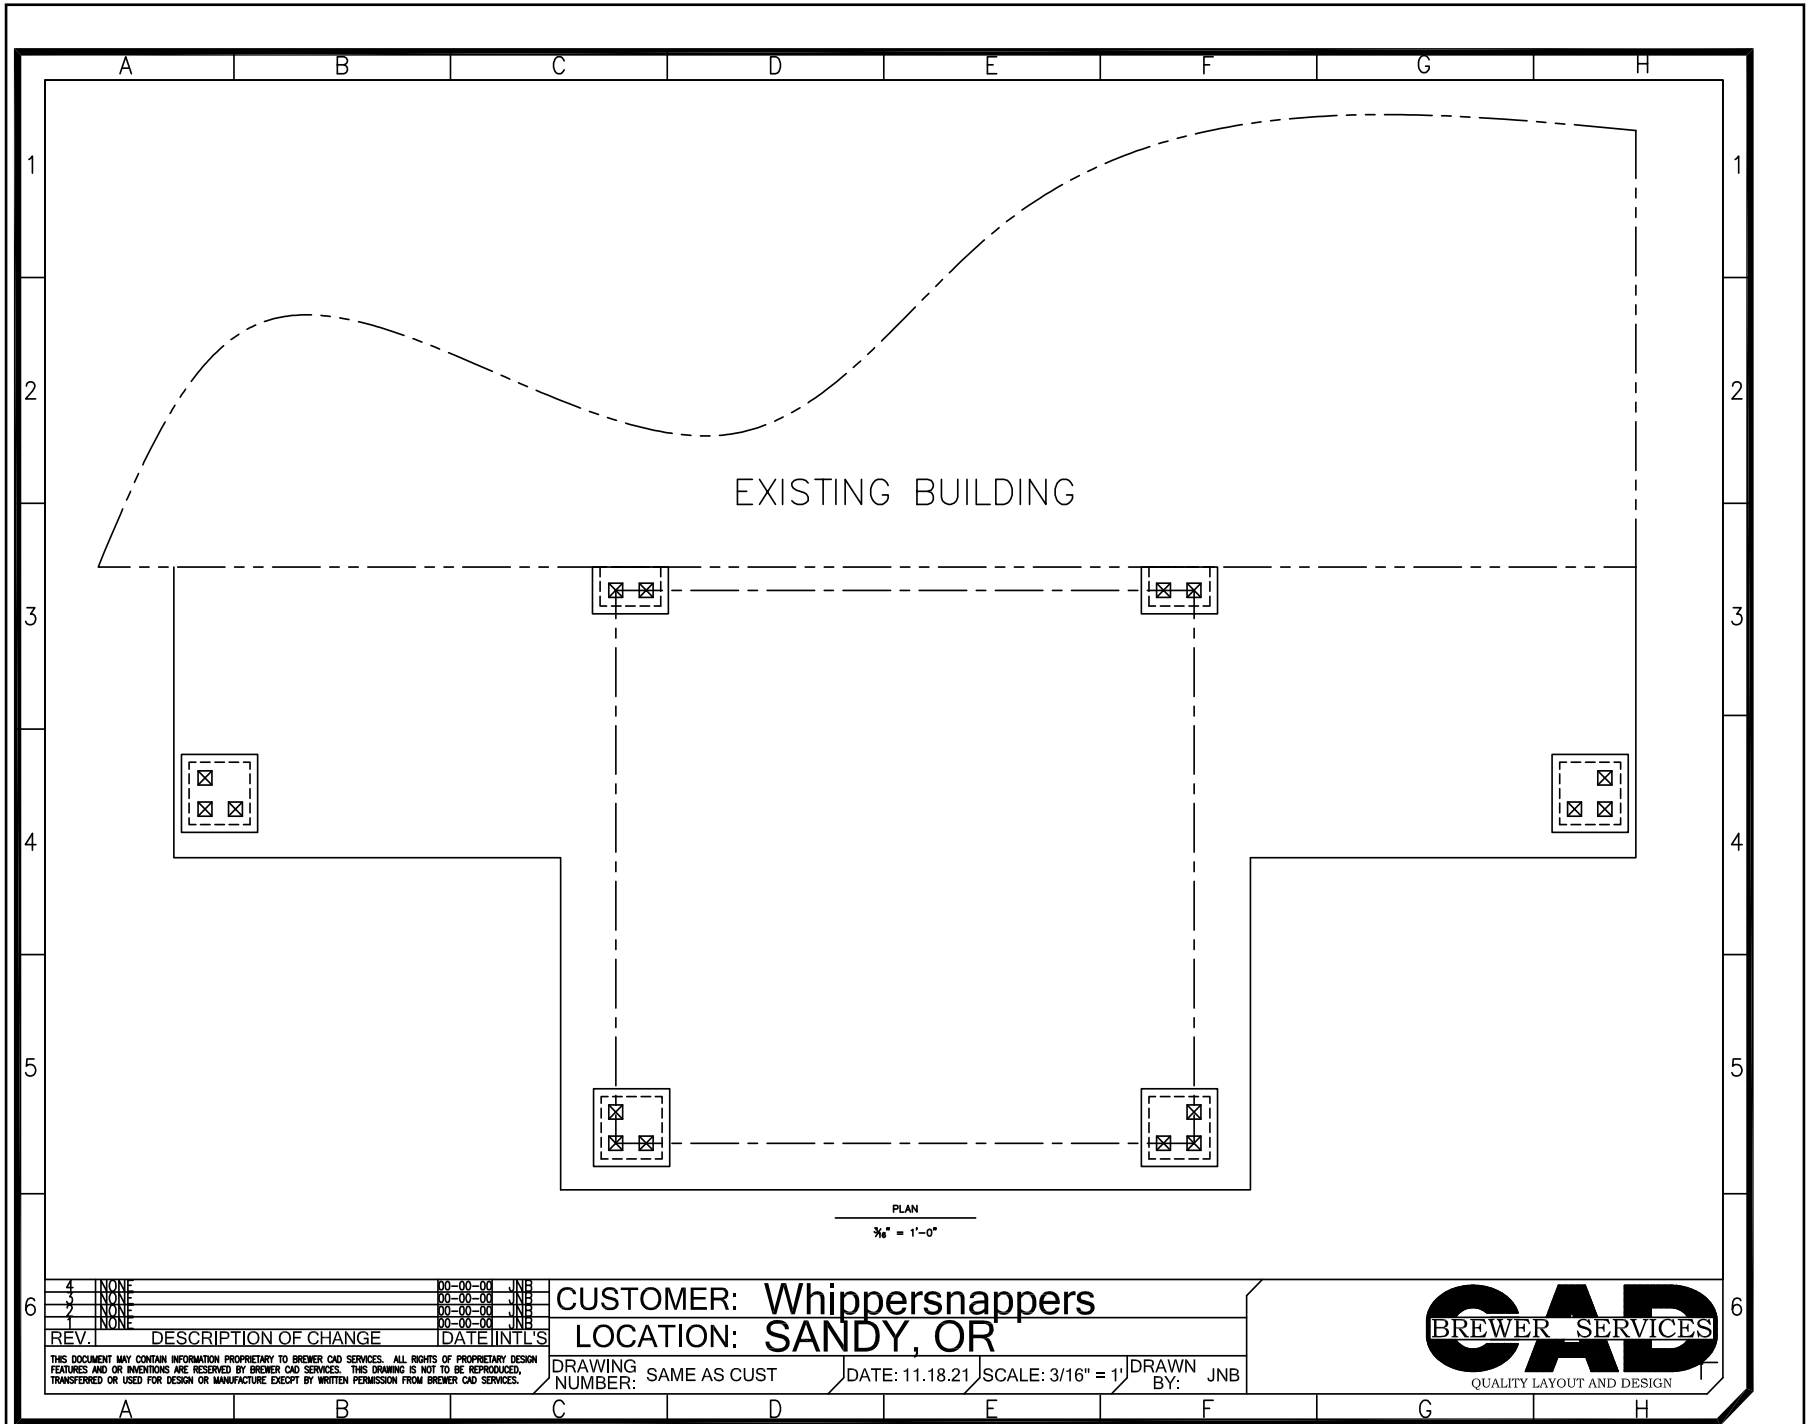 A B C D E F G H
1 1
2 2
EXISTING BUILDING
3 3
4 4
5 5
PLAN
3/16" = 1'-0"
6 6
4 NONE 00-00-00 JNB
3 NONE 00-00-00 JNB
2 NONE 00-00-00 JNB
1 NONE 00-00-00 JNB
REV. DESCRIPTION OF CHANGE DATE INTL'S
THIS DOCUMENT MAY CONTAIN INFORMATION PROPRIETARY TO BREWER CAD SERVICES. ALL RIGHTS OF PROPRIETARY DESIGN
FEATURES AND OR INVENTIONS ARE RESERVED BY BREWER CAD SERVICES. THIS DRAWING IS NOT TO BE REPRODUCED,
TRANSFERRED OR USED FOR DESIGN OR MANUFACTURE EXECPT BY WRITTEN PERMISSION FROM BREWER CAD SERVICES.
CUSTOMER: Whippersnappers
LOCATION: SANDY, OR
DRAWING NUMBER: SAME AS CUST
DATE: 11.18.21
SCALE: 3/16" = 1'
DRAWN BY: JNB
CAD
BREWER SERVICES
QUALITY LAYOUT AND DESIGN
A B C D E F G H